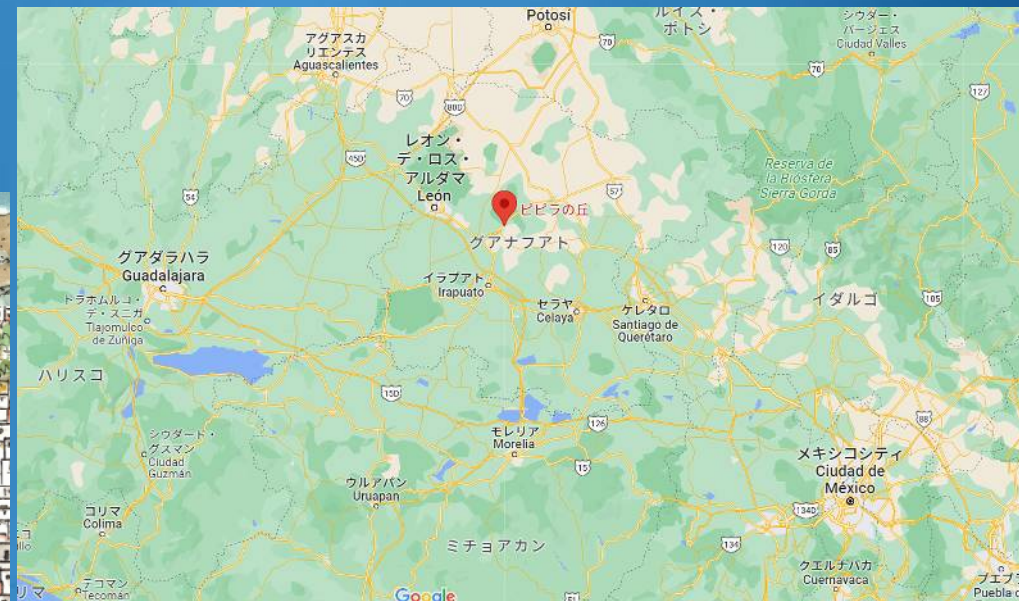 Potosí
ルイス・
ポトシ
シウダー・
バージェス
Ciudad Valles
アグアスカ
リエンテス
Aguascalientes
70
70
127
70
80D
レオン・
デ・ロス・
アルダマ
León
45D
Reserva de
la Biósfera
Sierra Gorda
54
57
ピピラの丘
グアナフアト
120
85
グアダラハラ
Guadalajara
イラプアト
Irapuato
トラホムルコ・
デ・スニガ
Tlajomulco
de Zúñiga
セラヤ
Celaya
ケレタロ
Santiago de
Querétaro
イダルゴ
105
ハリスコ
15D
シウダード・
グスマン
Ciudad
Guzmán
モレリア
Morelia
126
88
15
メキシコシティ
Ciudad de
México
ウルアパン
Uruapan
コリマ
Colima
134D
ミチョアカン
134
クエルナバカ
Cuernavaca
テコマン
Tecomán
リマ
Google
プエブ
Puebla d